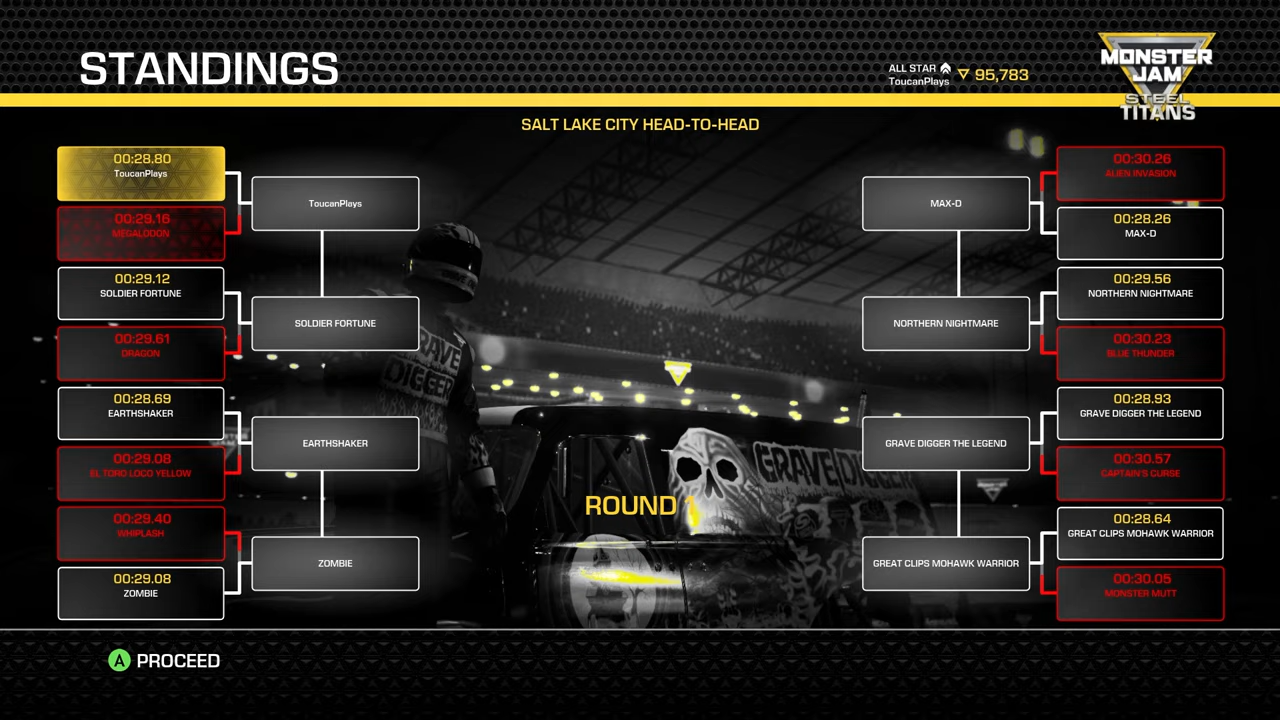 STANDINGS
ALL STAR
ToucanPlays
95,783
MONSTER
JAM
STEEL
TITANS
SALT LAKE CITY HEAD-TO-HEAD
00:28.80
ToucanPlays
00:29.16
MEGALODON
00:29.12
SOLDIER FORTUNE
00:29.61
DRAGON
00:28.69
EARTHSHAKER
00:29.08
EL TORO LOCO YELLOW
00:29.40
WHIPLASH
00:29.08
ZOMBIE
ToucanPlays
SOLDIER FORTUNE
EARTHSHAKER
ZOMBIE
GRAVE
DIGGER
GRAVE DIGGER
ROUND 1
MAX-D
NORTHERN NIGHTMARE
GRAVE DIGGER THE LEGEND
GREAT CLIPS MOHAWK WARRIOR
00:30.26
ALIEN INVASION
00:28.26
MAX-D
00:29.56
NORTHERN NIGHTMARE
00:30.23
BLUE THUNDER
00:28.93
GRAVE DIGGER THE LEGEND
00:30.57
CAPTAIN'S CURSE
00:28.64
GREAT CLIPS MOHAWK WARRIOR
00:30.05
MONSTER MUTT
A PROCEED